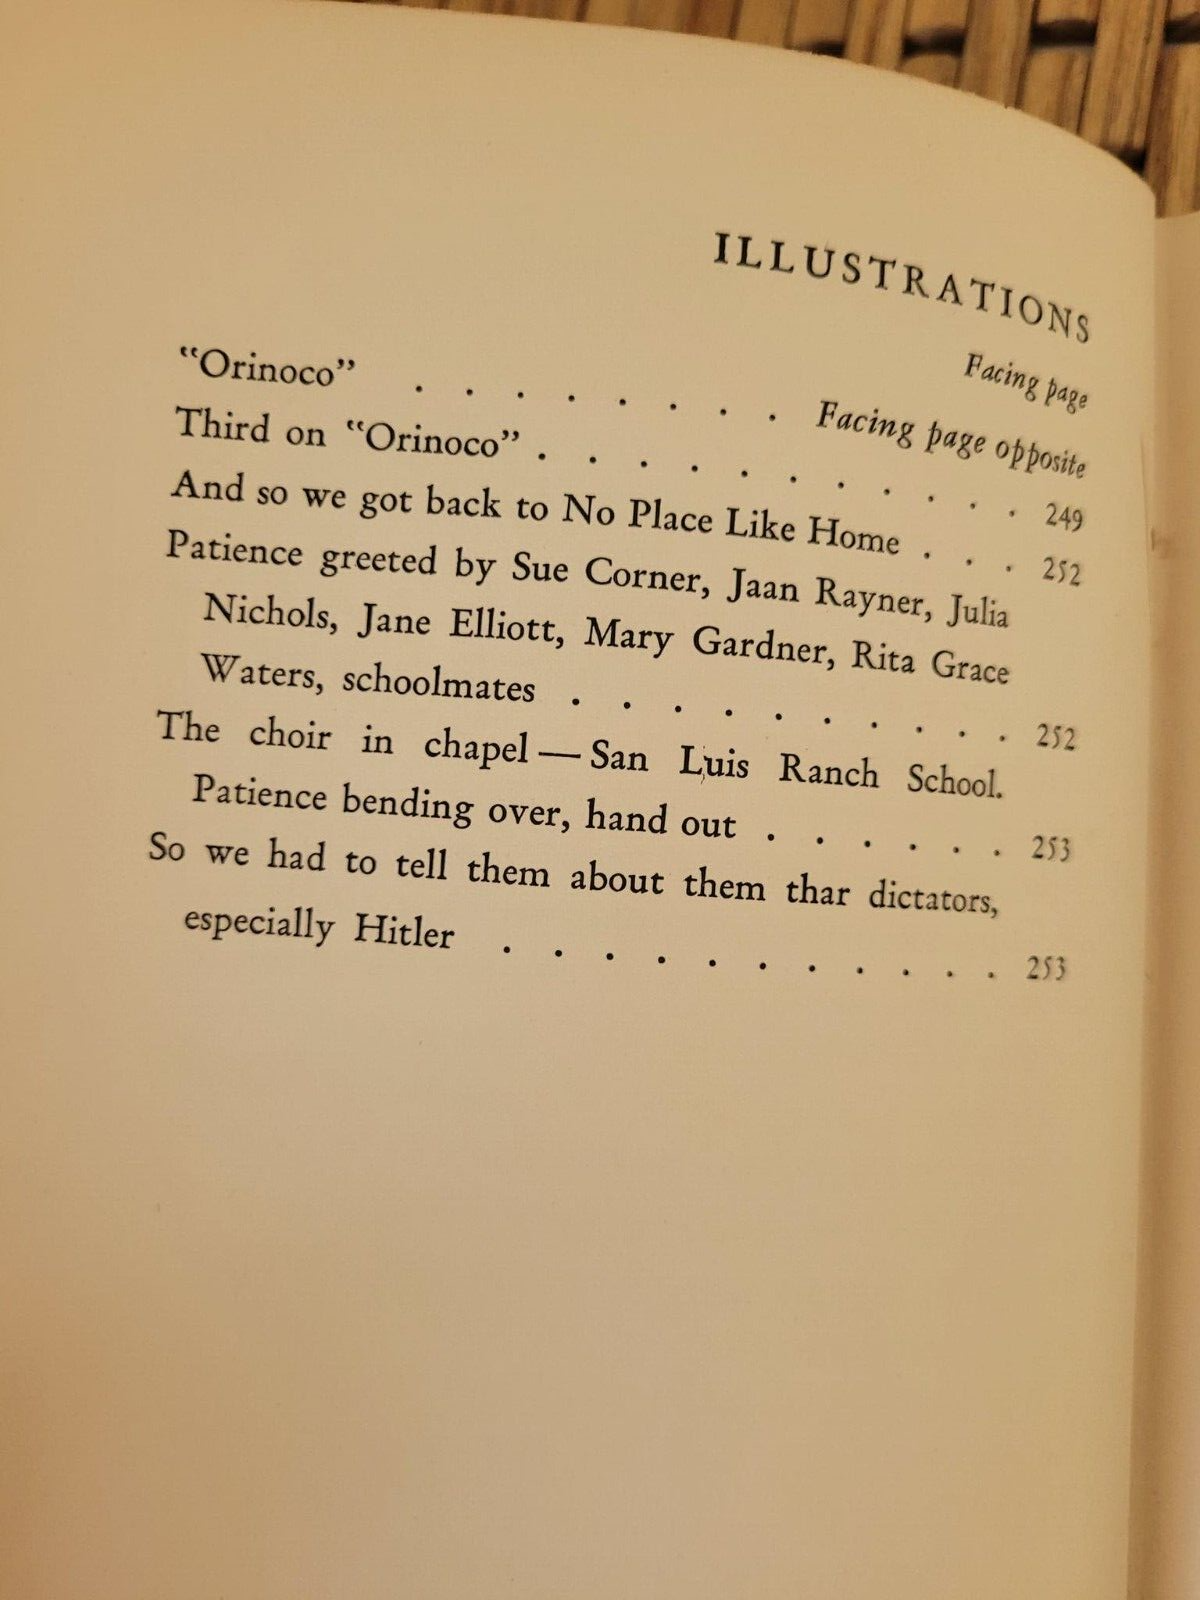 ILLUSTRATIONS
Facing page
“Orinoco” . . . . . . . . Facing page opposite
Third on “Orinoco” . . . . . . . . . . 249
And so we got back to No Place Like Home . . . 252
Patience greeted by Sue Corner, Jaan Rayner, Julia
Nichols, Jane Elliott, Mary Gardner, Rita Grace
Waters, schoolmates . . . . . . . . . 252
The choir in chapel — San Luis Ranch School.
Patience bending over, hand out . . . . . . 253
So we had to tell them about them thar dictators,
especially Hitler . . . . . . . . . . 253